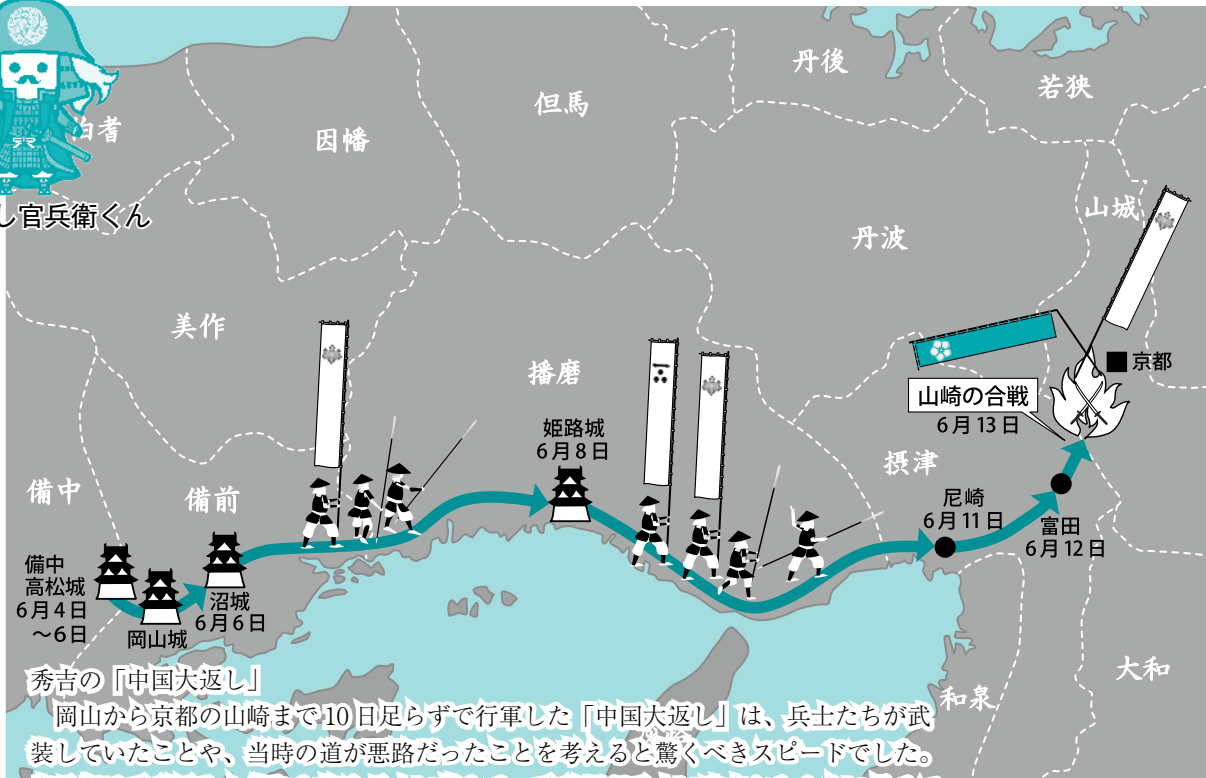 丹後
若狭
但馬
伯耆
因幡
し官兵衛くん
山城
丹波
美作
播磨
京都
山崎の合戦
6月13日
姫路城
6月8日
摂津
備中
備前
尼崎
6月11日
富田
6月12日
備中
高松城
6月4日
～6日
岡山城
沼城
6月6日
大和
和泉
秀吉の「中国大返し」
岡山から京都の山崎まで10日足らずで行軍した「中国大返し」は、兵士たちが武
装していたことや、当時の道が悪路だったことを考えると驚くべきスピードでした。